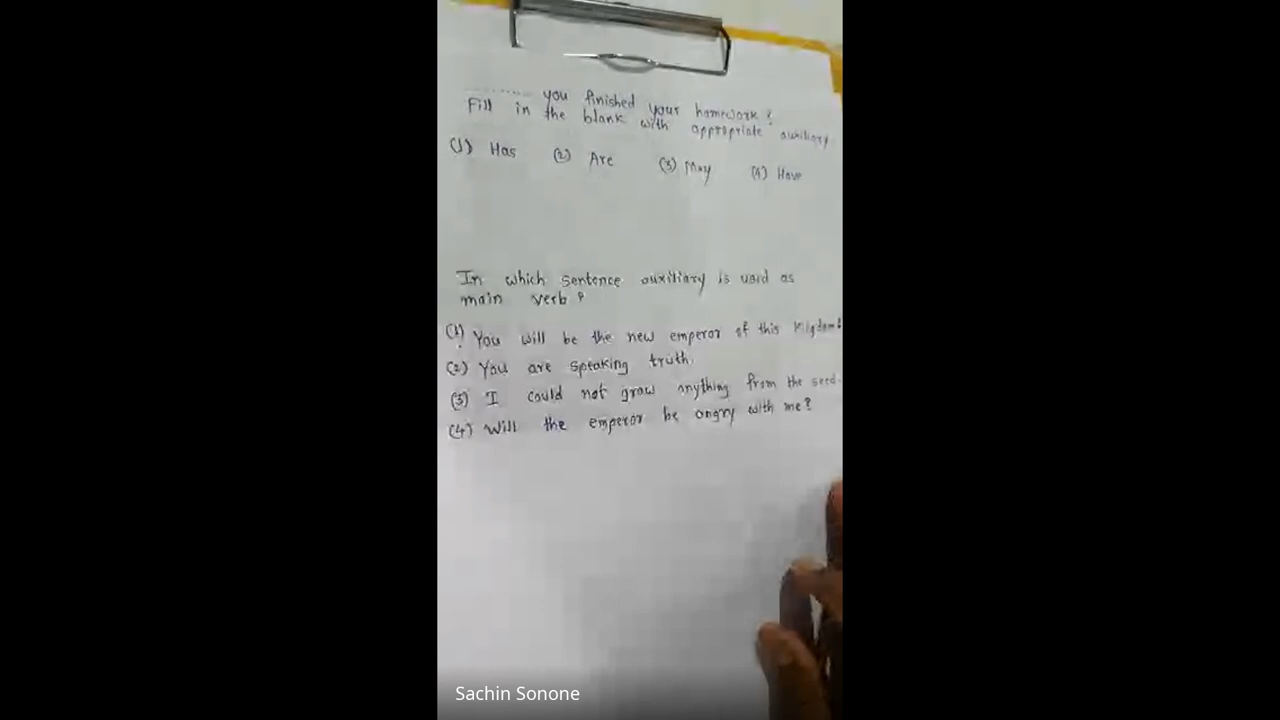 ......... you finished your homework?
Fill in the blank with appropriate auxiliary
(1) Has (2) Are (3) May (4) Have
In which sentence auxiliary is used as
main verb?
(1) You will be the new emperor of this
(2) You are speaking truth.
(3) I could not grow anything from the seed.
(4) Will the emperor be angry with me?
Sachin Sonone